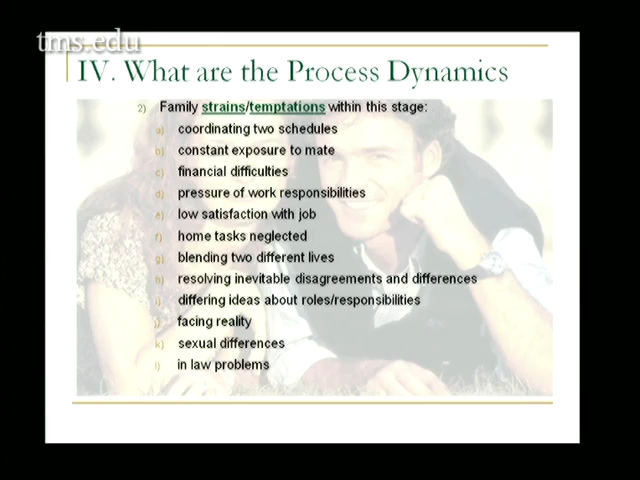 tms.edu
IV. What are the Process Dynamics
2) Family strains/temptations within this stage:
a) coordinating two schedules
b) constant exposure to mate
c) financial difficulties
d) pressure of work responsibilities
e) low satisfaction with job
f) home tasks neglected
g) blending two different lives
h) resolving inevitable disagreements and differences
i) differing ideas about roles/responsibilities
j) facing reality
k) sexual differences
l) in law problems